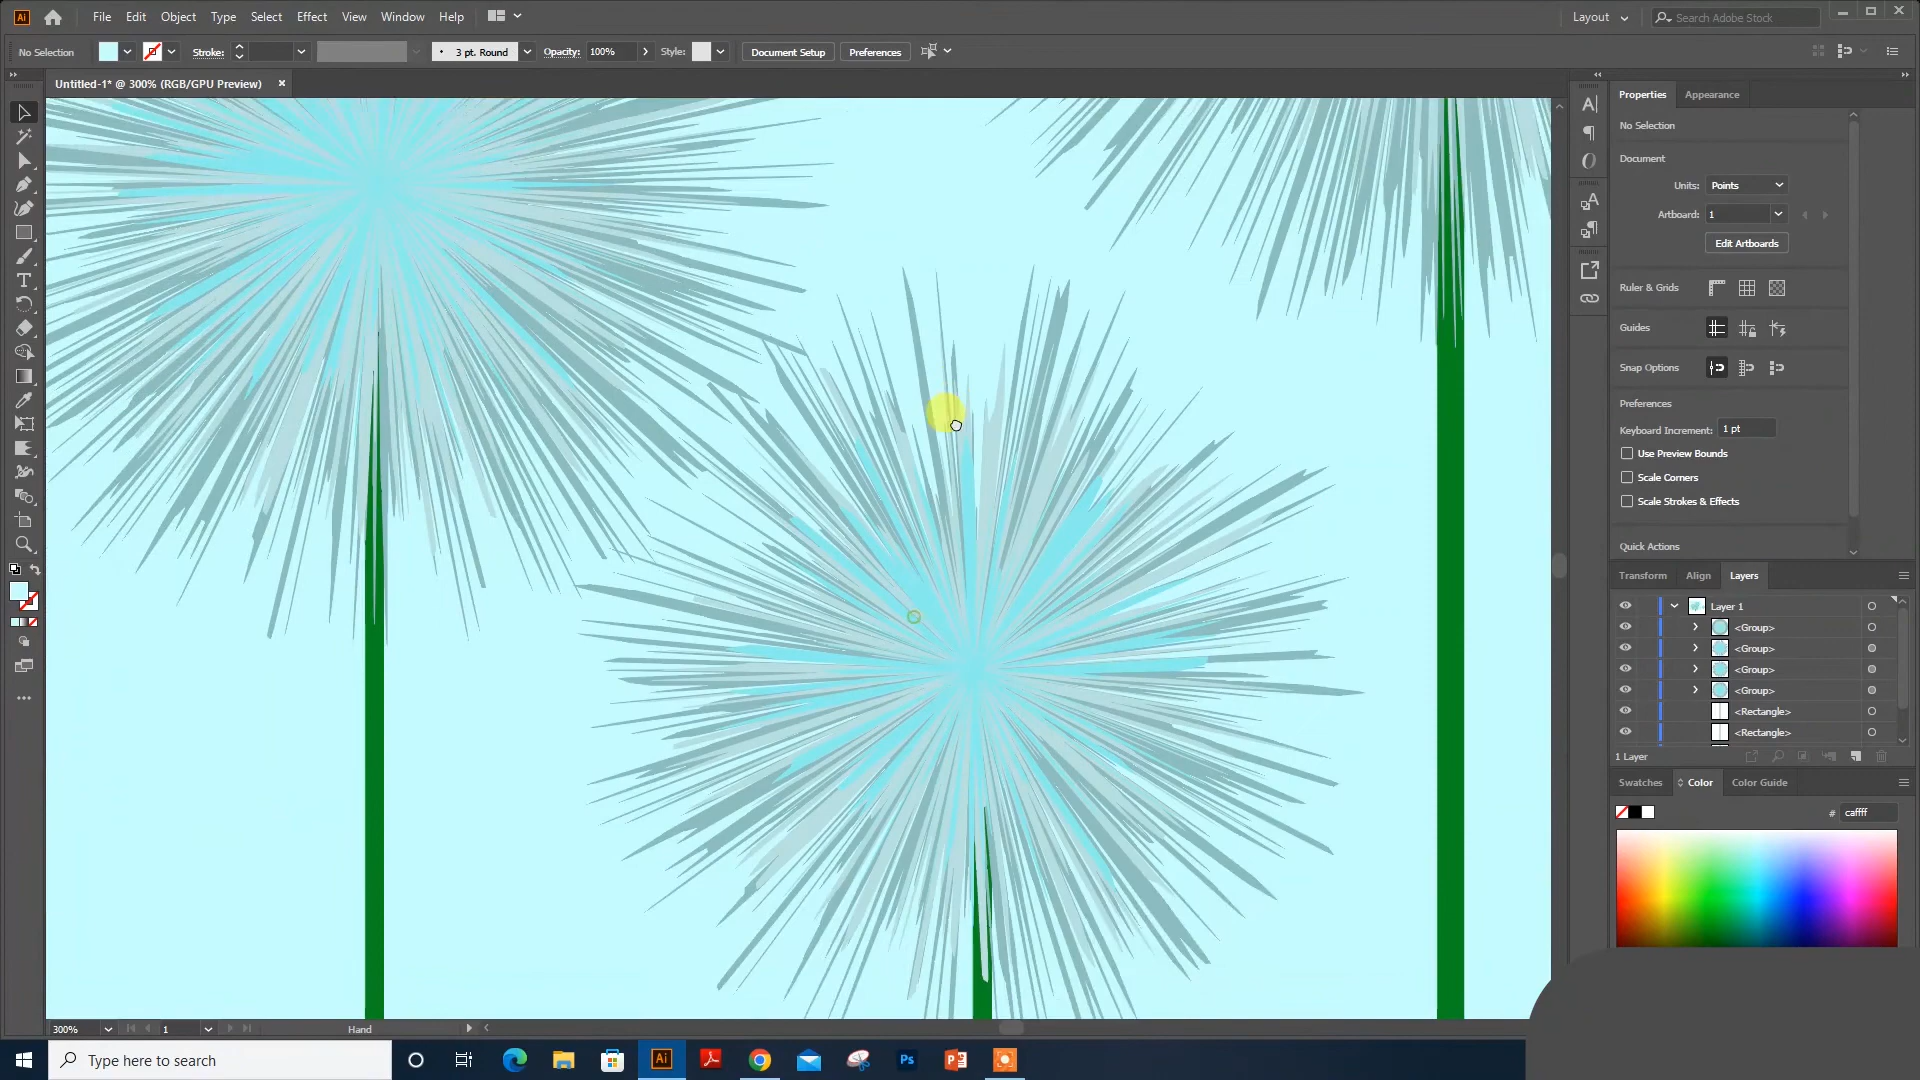 Ai File Edit Object Type Select Effect View Window Help Layout Search Adobe Stock
No Selection Stroke: 3 pt. Round Opacity: 100% Style: Document Setup Preferences
Untitled-1* @ 300% (RGB/GPU Preview) ×
Properties Appearance
No Selection
Document
Units: Points
Artboard: 1
Edit Artboards
Ruler & Grids
Guides
Snap Options
Preferences
Keyboard Increment: 1 pt
Use Preview Bounds
Scale Corners
Scale Strokes & Effects
Quick Actions
Transform Align Layers
Layer 1
<Group>
<Group>
<Group>
<Group>
<Rectangle>
<Rectangle>
1 Layer
Swatches Color Color Guide
# caffff
300% 1 Hand
Type here to search Ai Ps